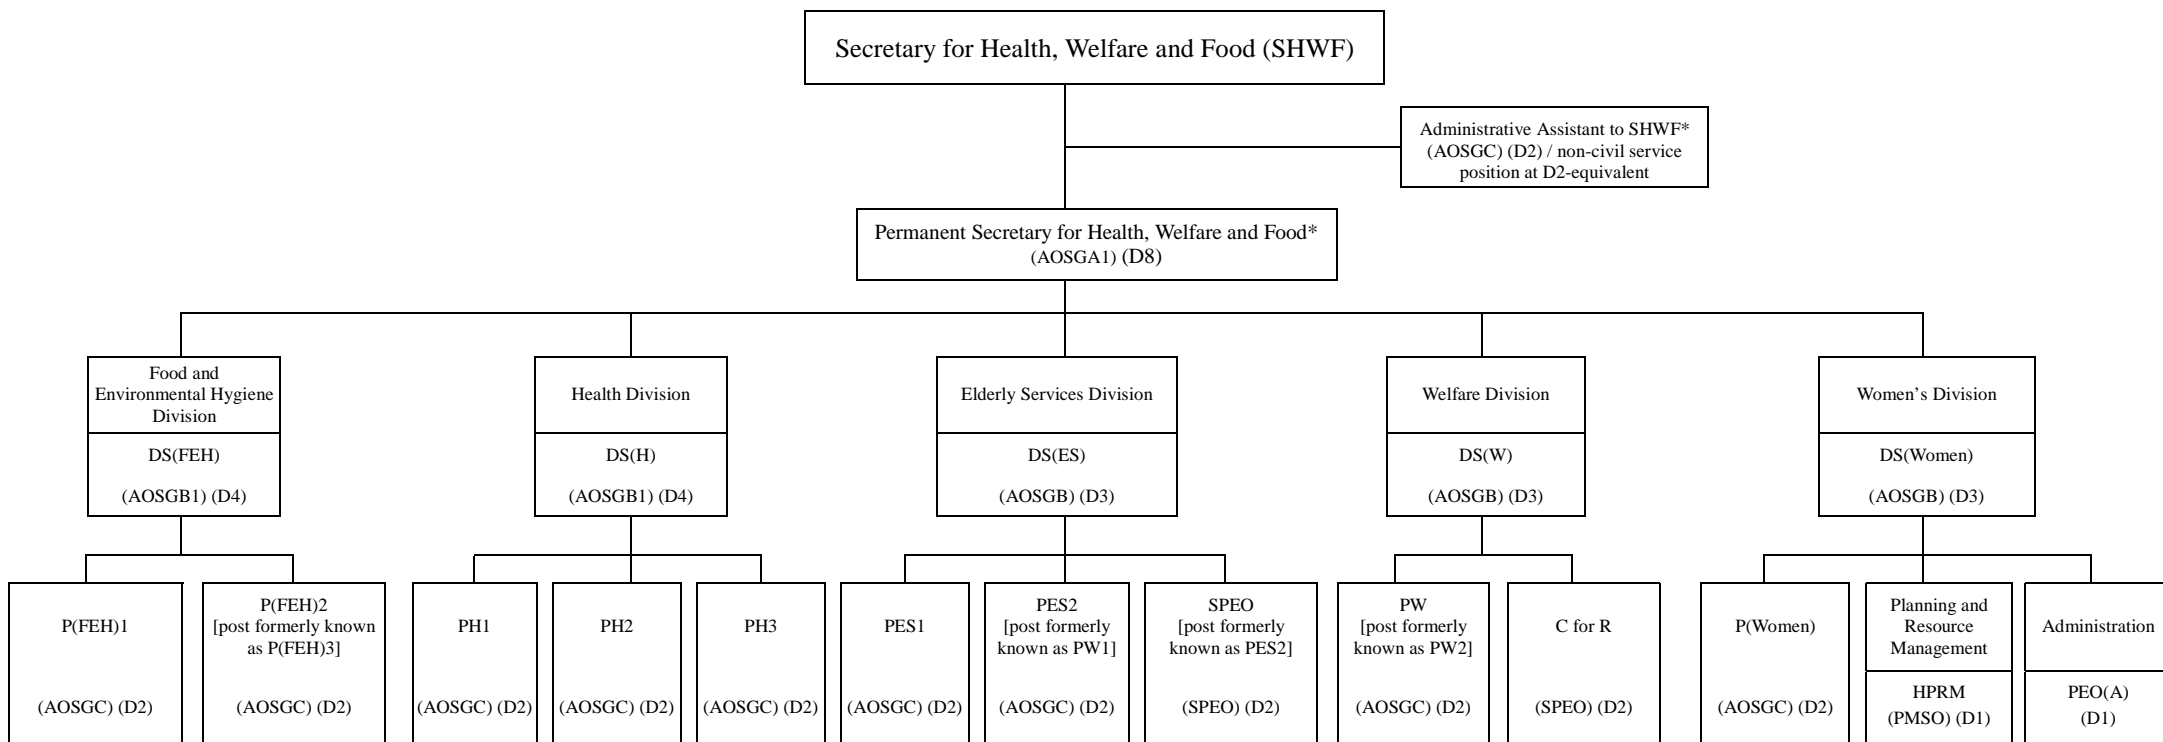 Secretary for Health, Welfare and Food (SHWF)
Administrative Assistant to SHWF*
(AOSGC) (D2) / non-civil service
position at D2-equivalent
Permanent Secretary for Health, Welfare and Food*
(AOSGA1) (D8)
Food and
Environmental Hygiene
Division
DS(FEH)
(AOSGB1) (D4)
Health Division
DS(H)
(AOSGB1) (D4)
Elderly Services Division
DS(ES)
(AOSGB) (D3)
Welfare Division
DS(W)
(AOSGB) (D3)
Women's Division
DS(Women)
(AOSGB) (D3)
P(FEH)1
(AOSGC) (D2)
P(FEH)2
[post formerly known
as P(FEH)3]
(AOSGC) (D2)
PH1
(AOSGC) (D2)
PH2
(AOSGC) (D2)
PH3
(AOSGC) (D2)
PES1
(AOSGC) (D2)
PES2
[post formerly
known as PW1]
(AOSGC) (D2)
SPEO
[post formerly
known as PES2]
(SPEO) (D2)
PW
[post formerly
known as PW2]
(AOSGC) (D2)
C for R
(SPEO) (D2)
P(Women)
(AOSGC) (D2)
Planning and
Resource
Management
HPRM
(PMSO) (D1)
Administration
PEO(A)
(D1)